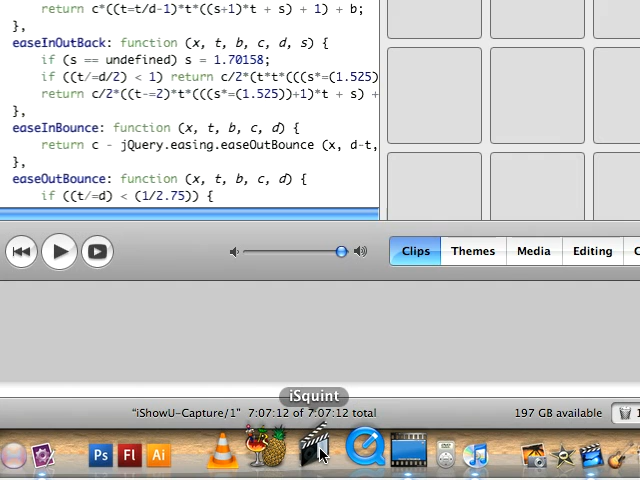 return c*((t=t/d-1)*t*((s+1)*t + s) + 1) + b;
},
easeInOutBack: function (x, t, b, c, d, s) {
if (s == undefined) s = 1.70158;
if ((t/=d/2) < 1) return c/2*(t*t*(((s*=(1.525)
return c/2*((t-=2)*t*(((s*=(1.525))+1)*t + s) +
},
easeInBounce: function (x, t, b, c, d) {
return c - jQuery.easing.easeOutBounce (x, d-t,
},
easeOutBounce: function (x, t, b, c, d) {
if ((t/=d) < (1/2.75)) {
Clips Themes Media Editing
iSquint
"iShowU-Capture/1" 7:07:12 of 7:07:12 total
197 GB available
Ps Fl Ai